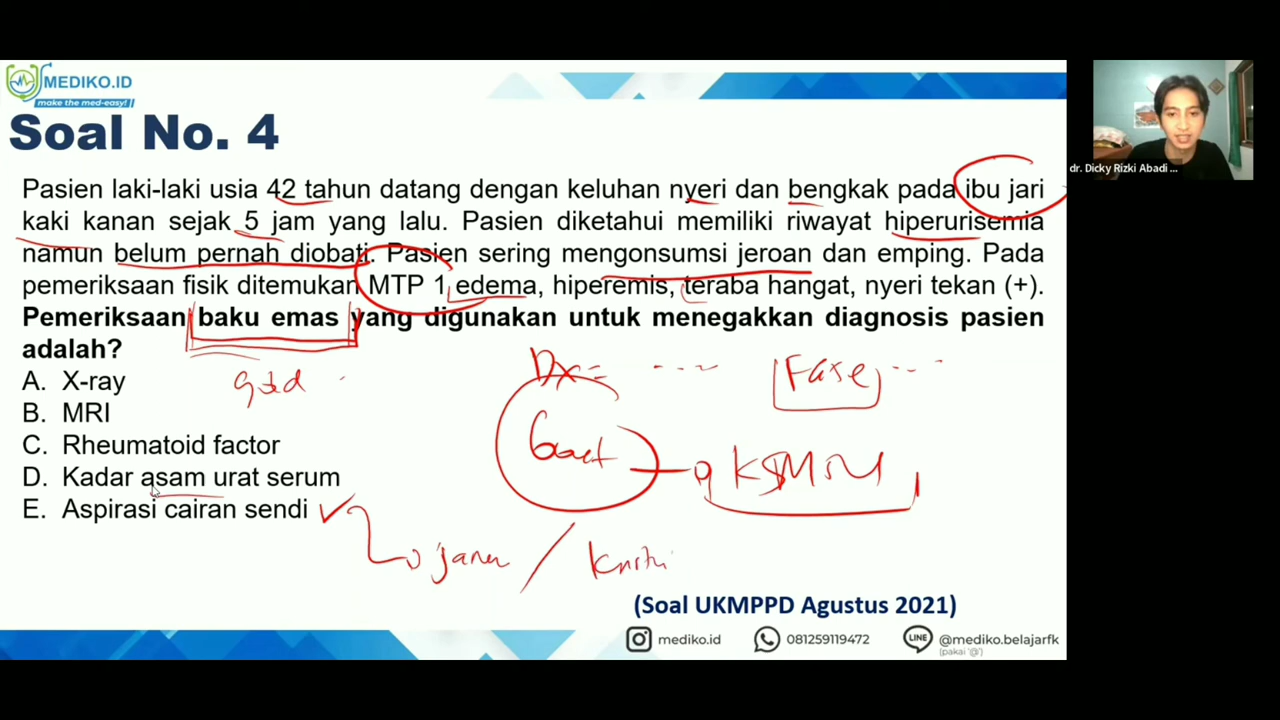 MEDIKO.ID
make the med-easy!
Soal No. 4
dr. Dicky Rizki Abadi ...
Pasien laki-laki usia 42 tahun datang dengan keluhan nyeri dan bengkak pada ibu jari
kaki kanan sejak 5 jam yang lalu. Pasien diketahui memiliki riwayat hiperurisemia
namun belum pernah diobati. Pasien sering mengonsumsi jeroan dan emping. Pada
pemeriksaan fisik ditemukan MTP 1 edema, hiperemis, teraba hangat, nyeri tekan (+).
Pemeriksaan baku emas yang digunakan untuk menegakkan diagnosis pasien
adalah?
A. X-ray
B. MRI
C. Rheumatoid factor
D. Kadar asam urat serum
E. Aspirasi cairan sendi
Dx = ....
Fase ...
Gout
(Soal UKMPPD Agustus 2021)
mediko.id
081259119472
LINE
@mediko.belajarfk
(pakai '@')